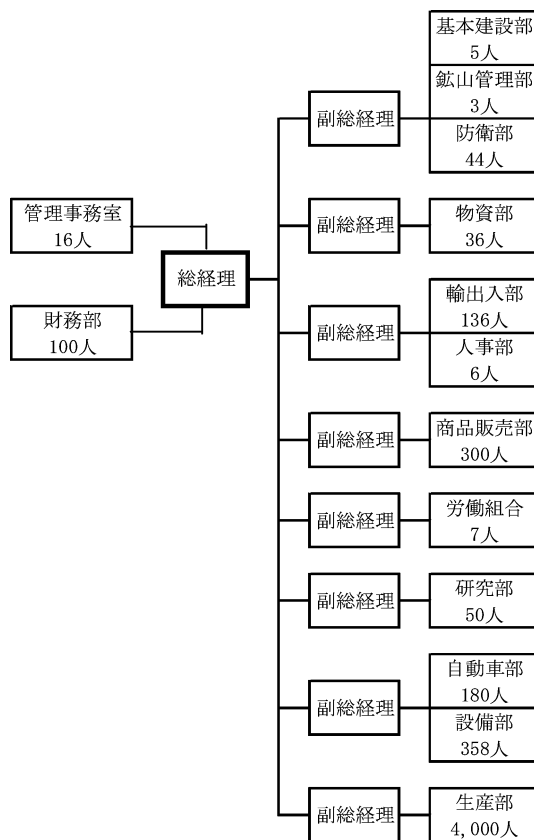 管理事務室
16人
財務部
100人
総経理
副総経理
基本建設部
5人
鉱山管理部
3人
防衛部
44人
副総経理
物資部
36人
副総経理
輸出入部
136人
人事部
6人
副総経理
商品販売部
300人
副総経理
労働組合
7人
副総経理
研究部
50人
副総経理
自動車部
180人
設備部
358人
副総経理
生産部
4,000人